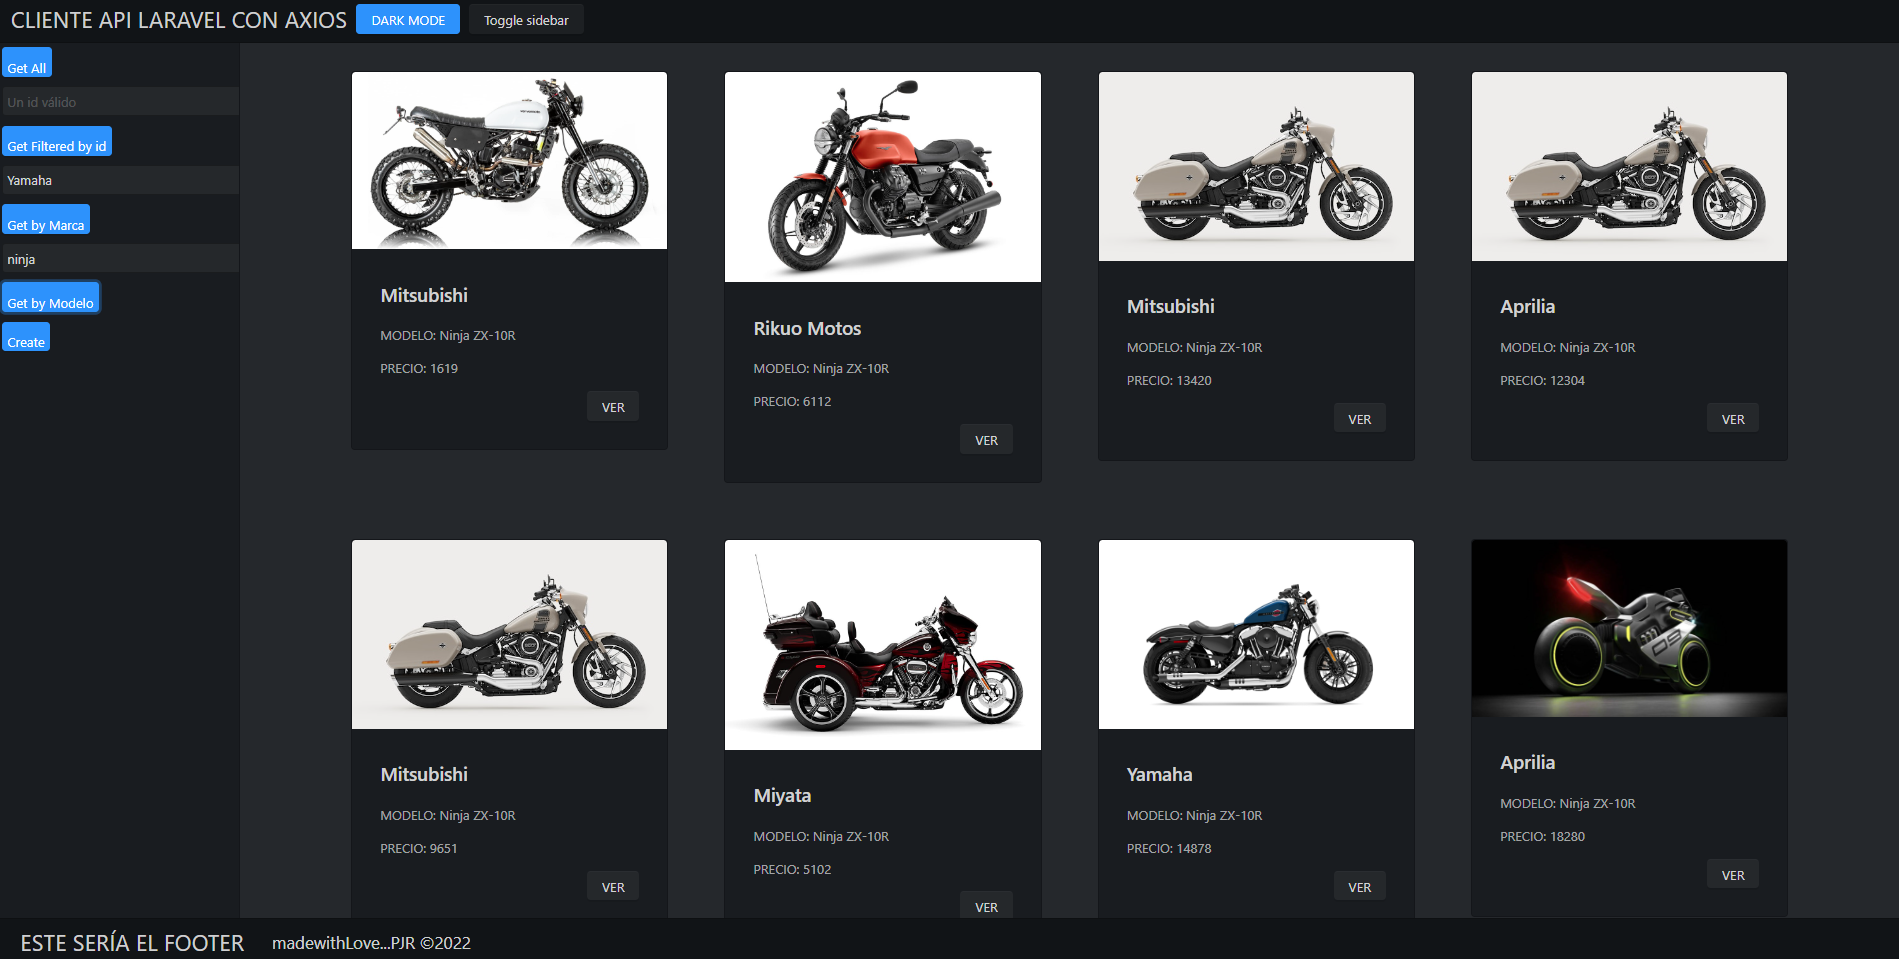 CLIENTE API LARAVEL CON AXIOS
DARK MODE
Toggle sidebar
Get All
Un id válido
Get Filtered by id
Yamaha
Get by Marca
ninja
Get by Modelo
Create
Mitsubishi
MODELO: Ninja ZX-10R
PRECIO: 1619
VER
Rikuo Motos
MODELO: Ninja ZX-10R
PRECIO: 6112
VER
Mitsubishi
MODELO: Ninja ZX-10R
PRECIO: 13420
VER
Aprilia
MODELO: Ninja ZX-10R
PRECIO: 12304
VER
Mitsubishi
MODELO: Ninja ZX-10R
PRECIO: 9651
VER
Miyata
MODELO: Ninja ZX-10R
PRECIO: 5102
VER
Yamaha
MODELO: Ninja ZX-10R
PRECIO: 14878
VER
Aprilia
MODELO: Ninja ZX-10R
PRECIO: 18280
VER
ESTE SERÍA EL FOOTER
madewithLove...PJR ©2022